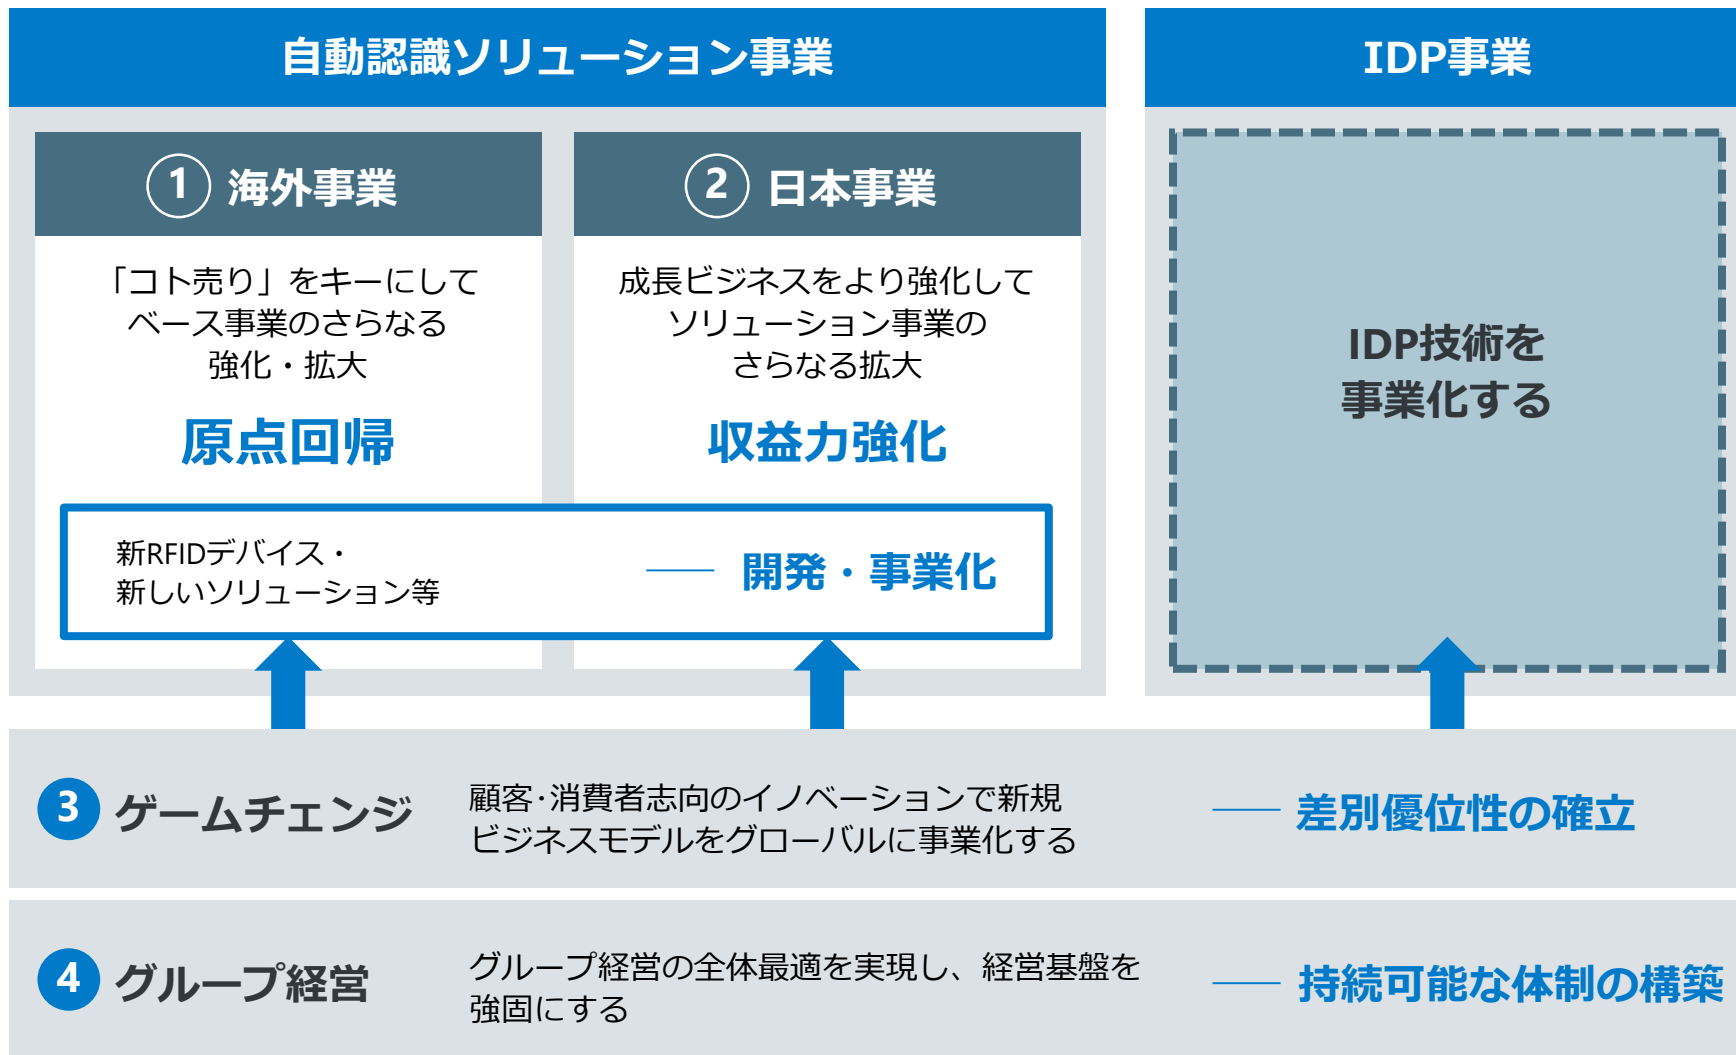 自動認識ソリューション事業
① 海外事業
「コト売り」をキーにして
ベース事業のさらなる
強化・拡大
原点回帰
② 日本事業
成長ビジネスをより強化して
ソリューション事業の
さらなる拡大
収益力強化
新RFIDデバイス・
新しいソリューション等
開発・事業化
IDP事業
IDP技術を
事業化する
3 ゲームチェンジ
顧客･消費者志向のイノベーションで新規
ビジネスモデルをグローバルに事業化する
差別優位性の確立
4 グループ経営
グループ経営の全体最適を実現し、経営基盤を
強固にする
持続可能な体制の構築